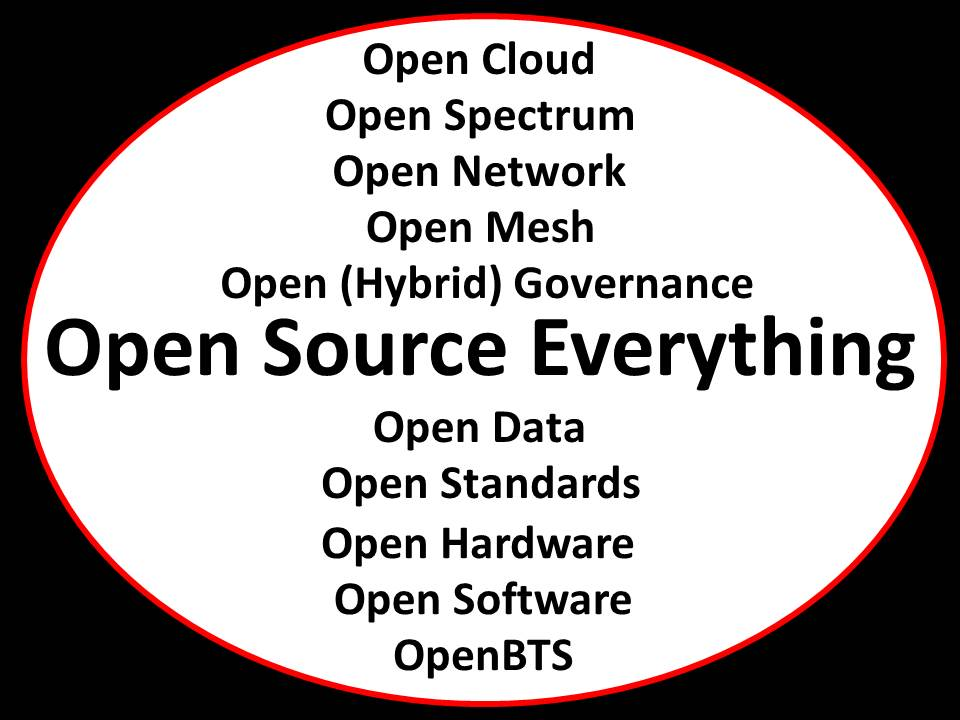 Open Cloud
Open Spectrum
Open Network
Open Mesh
Open (Hybrid) Governance
Open Source Everything
Open Data
Open Standards
Open Hardware
Open Software
OpenBTS